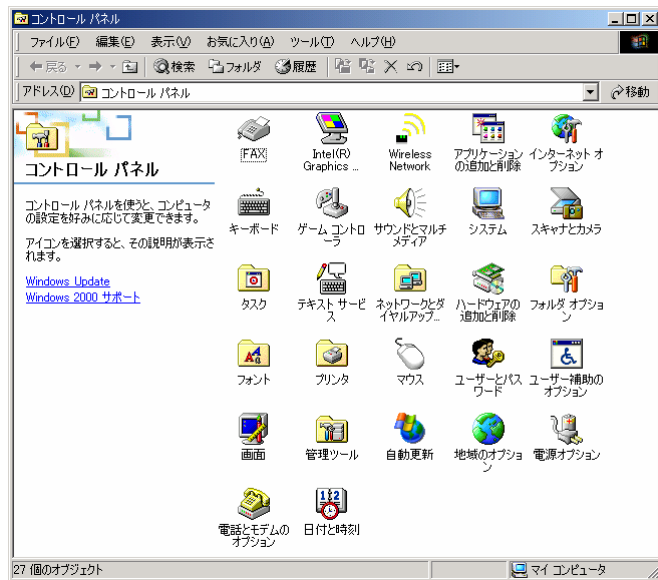 コントロール パネル
ファイル(F) 編集(E) 表示(V) お気に入り(A) ツール(T) ヘルプ(H)
戻る 検索 フォルダ 履歴
アドレス(D) コントロール パネル 移動
コントロール パネル
コントロール パネルを使うと、コンピュータ
の設定を好みに応じて変更できます。
アイコンを選択すると、その説明が表示さ
れます。
Windows Update
Windows 2000 サポート
FAX
Intel(R)
Graphics ...
Wireless
Network
アプリケーション
の追加と削除
インターネット オ
プション
キーボード
ゲーム コントロ
ーラ
サウンドとマルチ
メディア
システム
スキャナとカメラ
タスク
テキスト サービ
ス
ネットワークとダ
イヤルアップ...
ハードウェアの
追加と削除
フォルダ オプショ
ン
フォント
プリンタ
マウス
ユーザーとパス
ワード
ユーザー補助の
オプション
画面
管理ツール
自動更新
地域のオプショ
ン
電源オプション
電話とモデムの
オプション
日付と時刻
27 個のオブジェクト マイ コンピュータ